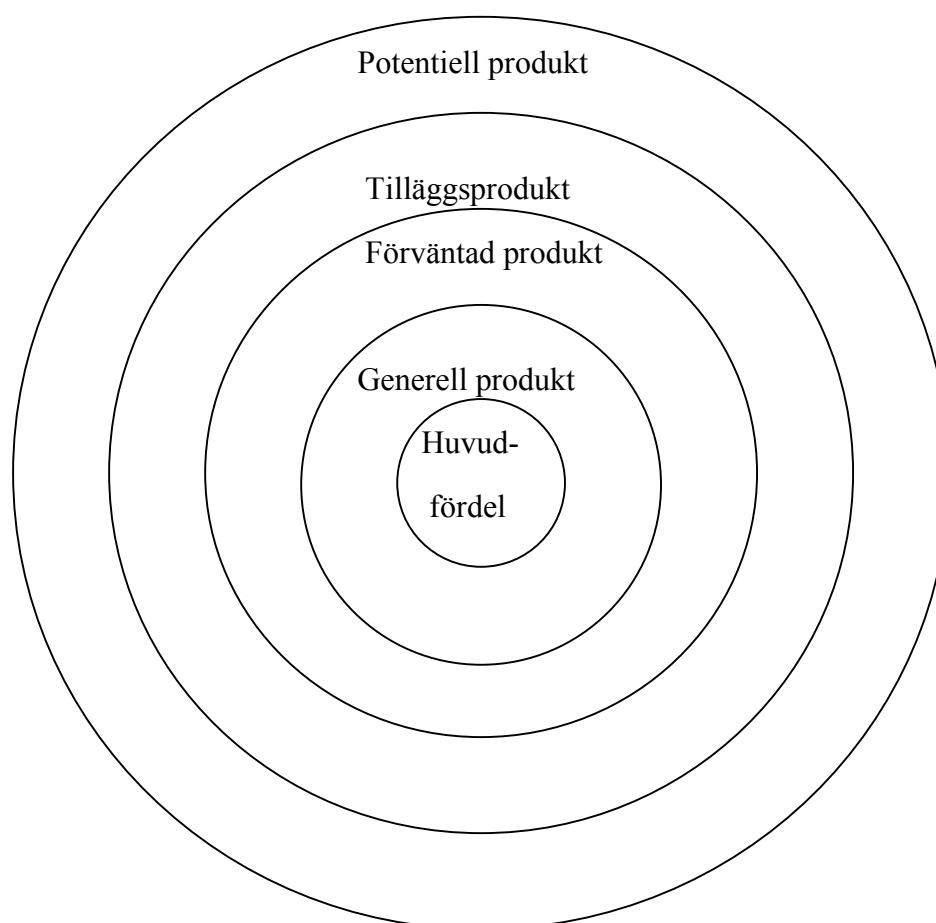 Potentiell produkt
Tilläggsprodukt
Förväntad produkt
Generell produkt
Huvud-
fördel